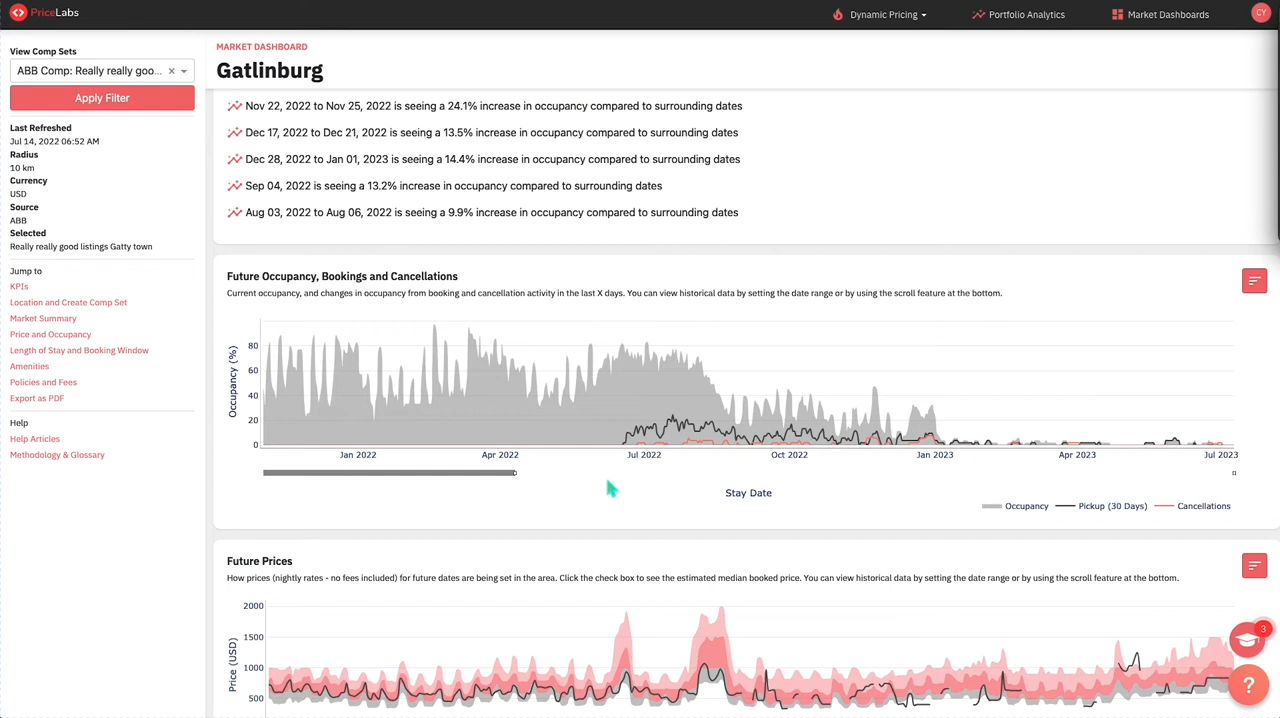 PriceLabs
Dynamic Pricing
Portfolio Analytics
Market Dashboards
CY
View Comp Sets
ABB Comp: Really really goo... ×
Apply Filter
Last Refreshed
Jul 14, 2022 06:52 AM
Radius
10 km
Currency
USD
Source
ABB
Selected
Really really good listings Gatty town
Jump to
KPIs
Location and Create Comp Set
Market Summary
Price and Occupancy
Length of Stay and Booking Window
Amenities
Policies and Fees
Export as PDF
Help
Help Articles
Methodology & Glossary
MARKET DASHBOARD
Gatlinburg
Nov 22, 2022 to Nov 25, 2022 is seeing a 24.1% increase in occupancy compared to surrounding dates
Dec 17, 2022 to Dec 21, 2022 is seeing a 13.5% increase in occupancy compared to surrounding dates
Dec 28, 2022 to Jan 01, 2023 is seeing a 14.4% increase in occupancy compared to surrounding dates
Sep 04, 2022 is seeing a 13.2% increase in occupancy compared to surrounding dates
Aug 03, 2022 to Aug 06, 2022 is seeing a 9.9% increase in occupancy compared to surrounding dates
Future Occupancy, Bookings and Cancellations
Current occupancy, and changes in occupancy from booking and cancellation activity in the last X days. You can view historical data by setting the date range or by using the scroll feature at the bottom.
Occupancy (%)
80
60
40
20
0
Jan 2022
Apr 2022
Jul 2022
Oct 2022
Jan 2023
Apr 2023
Jul 2023
Stay Date
Occupancy
Pickup (30 Days)
Cancellations
Future Prices
How prices (nightly rates - no fees included) for future dates are being set in the area. Click the check box to see the estimated median booked price. You can view historical data by setting the date range or by using the scroll feature at the bottom.
Price (USD)
2000
1500
1000
500
3
?